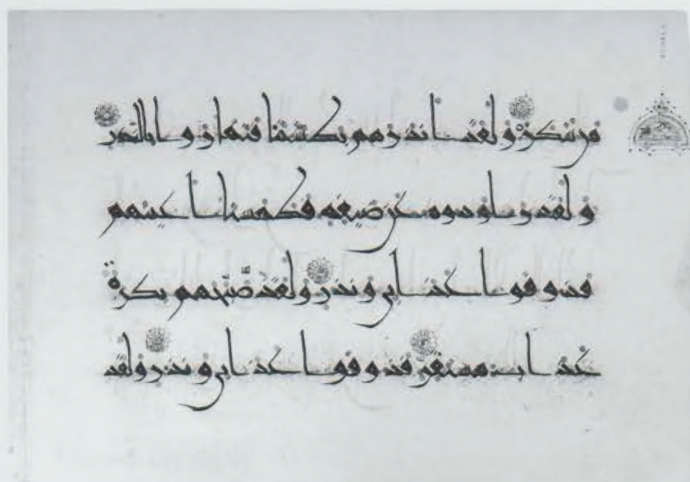 من شكر ولقد أنذرهم بطشتنا فتماروا بالنذر
ولقد راودوه عن ضيفه فطمسنا أعينهم
فذوقوا عذابي ونذر ولقد صبحهم بكرة
عذاب مستقر فذوقوا عذابي ونذر ولقد